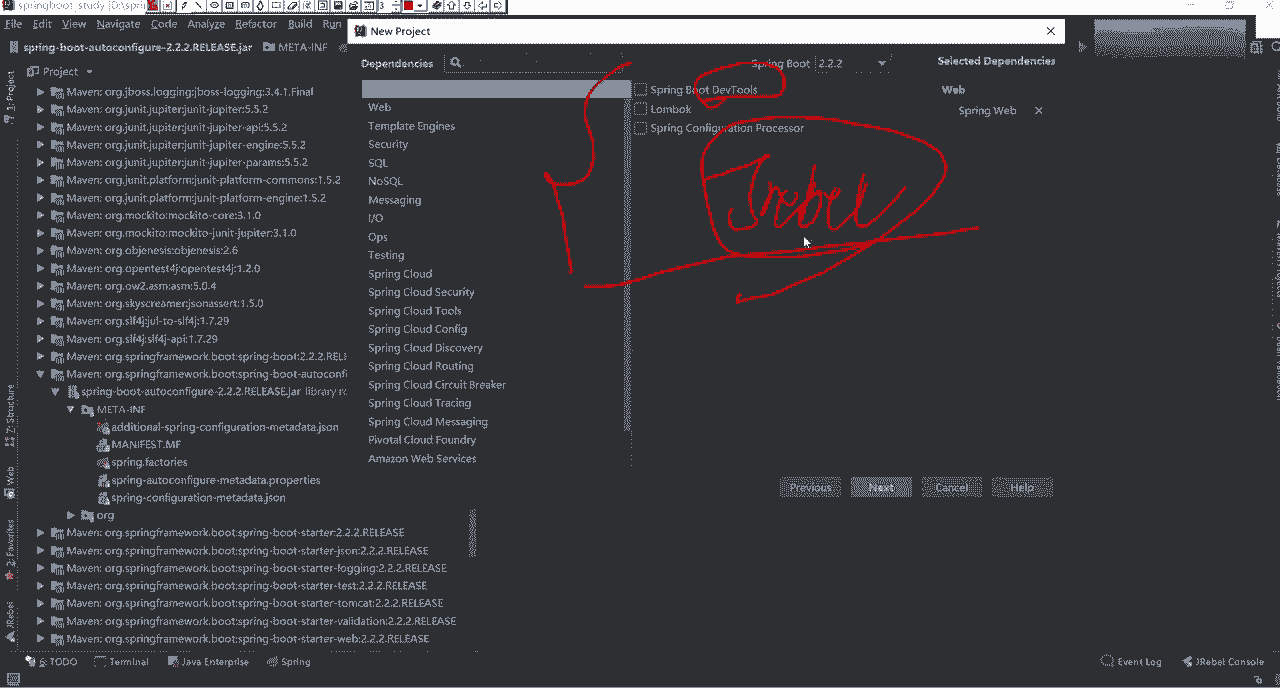 springboot_study [D:\spri
3
File Edit View Navigate Code Analyze Refactor Build Run
spring-boot-autoconfigure-2.2.2.RELEASE.jar META-INF
Project
Maven: org.jboss.logging:jboss-logging:3.4.1.Final
Maven: org.junit.jupiter:junit-jupiter:5.5.2
Maven: org.junit.jupiter:junit-jupiter-api:5.5.2
Maven: org.junit.jupiter:junit-jupiter-engine:5.5.2
Maven: org.junit.jupiter:junit-jupiter-params:5.5.2
Maven: org.junit.platform:junit-platform-commons:1.5.2
Maven: org.junit.platform:junit-platform-engine:1.5.2
Maven: org.mockito:mockito-core:3.1.0
Maven: org.mockito:mockito-junit-jupiter:3.1.0
Maven: org.objenesis:objenesis:2.6
Maven: org.opentest4j:opentest4j:1.2.0
Maven: org.ow2.asm:asm:5.0.4
Maven: org.skyscreamer:jsonassert:1.5.0
Maven: org.slf4j:jul-to-slf4j:1.7.29
Maven: org.slf4j:slf4j-api:1.7.29
Maven: org.springframework.boot:spring-boot:2.2.2.REL
Maven: org.springframework.boot:spring-boot-autoconf
spring-boot-autoconfigure-2.2.2.RELEASE.jar library r
META-INF
additional-spring-configuration-metadata.json
MANIFEST.MF
spring.factories
spring-autoconfigure-metadata.properties
spring-configuration-metadata.json
org
Maven: org.springframework.boot:spring-boot-starter:2.2.2.RELEASE
Maven: org.springframework.boot:spring-boot-starter-json:2.2.2.RELEASE
Maven: org.springframework.boot:spring-boot-starter-logging:2.2.2.RELEASE
Maven: org.springframework.boot:spring-boot-starter-test:2.2.2.RELEASE
Maven: org.springframework.boot:spring-boot-starter-tomcat:2.2.2.RELEASE
Maven: org.springframework.boot:spring-boot-starter-validation:2.2.2.RELEASE
Maven: org.springframework.boot:spring-boot-starter-web:2.2.2.RELEASE
1: Project
7: Structure
Web
2: Favorites
JRebel
New Project
Dependencies
Spring Boot 2.2.2
Web
Template Engines
Security
SQL
NoSQL
Messaging
I/O
Ops
Testing
Spring Cloud
Spring Cloud Security
Spring Cloud Tools
Spring Cloud Config
Spring Cloud Discovery
Spring Cloud Routing
Spring Cloud Circuit Breaker
Spring Cloud Tracing
Spring Cloud Messaging
Pivotal Cloud Foundry
Amazon Web Services
Spring Boot DevTools
Lombok
Spring Configuration Processor
Jrebel
Selected Dependencies
Web
Spring Web
Previous Next Cancel Help
6: TODO Terminal Java Enterprise Spring
Event Log JRebel Console